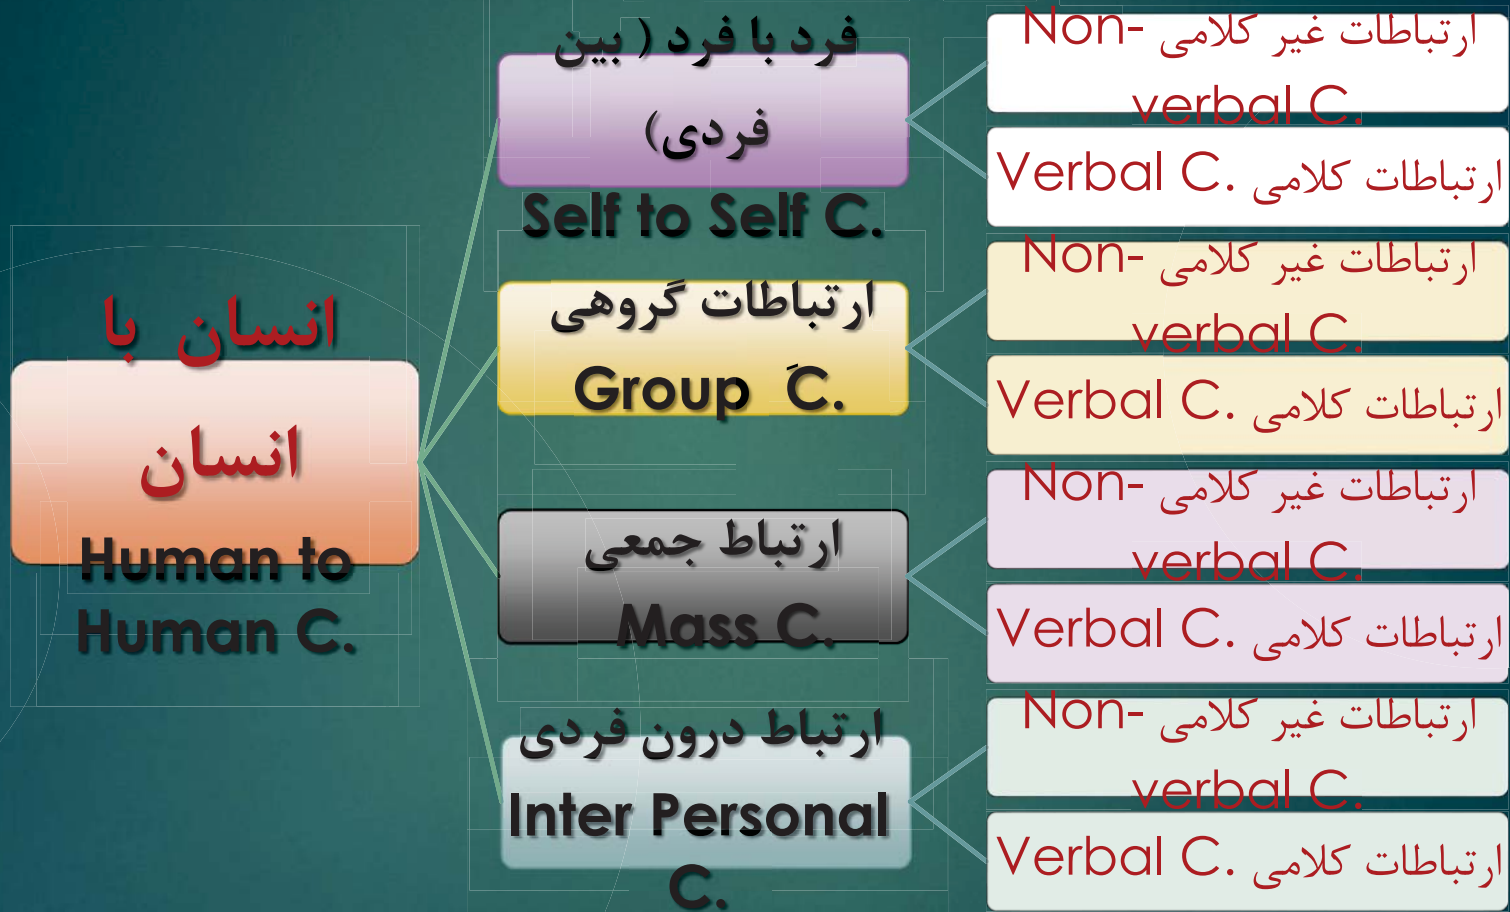 انسان با
انسان
Human to
Human C.
فرد با فرد ( بین
فردی)
Self to Self C.
ارتباطات غیر کلامی Non-
verbal C.
ارتباطات کلامی Verbal C.
ارتباطات گروهی
Group C.
ارتباطات غیر کلامی Non-
verbal C.
ارتباطات کلامی Verbal C.
ارتباط جمعی
Mass C.
ارتباطات غیر کلامی Non-
verbal C.
ارتباطات کلامی Verbal C.
ارتباط درون فردی
Inter Personal
C.
ارتباطات غیر کلامی Non-
verbal C.
ارتباطات کلامی Verbal C.